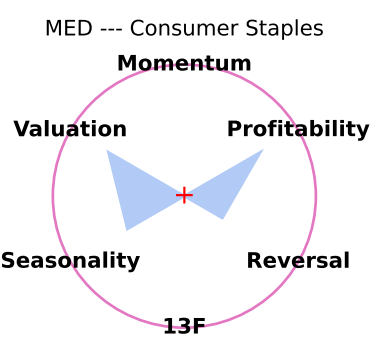 MED --- Consumer Staples
Momentum
Valuation
Profitability
Seasonality
Reversal
13F